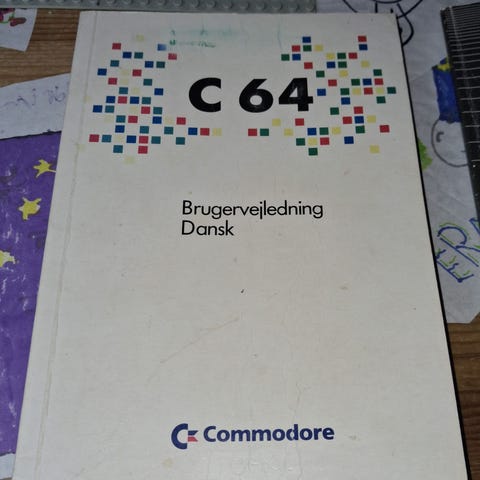 C 64
Brugervejledning
Dansk
Commodore